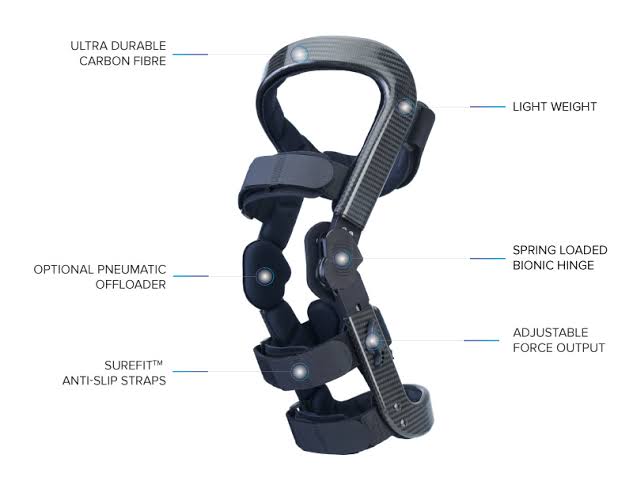 ULTRA DURABLE
CARBON FIBRE
LIGHT WEIGHT
OPTIONAL PNEUMATIC
OFFLOADER
SPRING LOADED
BIONIC HINGE
SUREFIT™
ANTI-SLIP STRAPS
ADJUSTABLE
FORCE OUTPUT